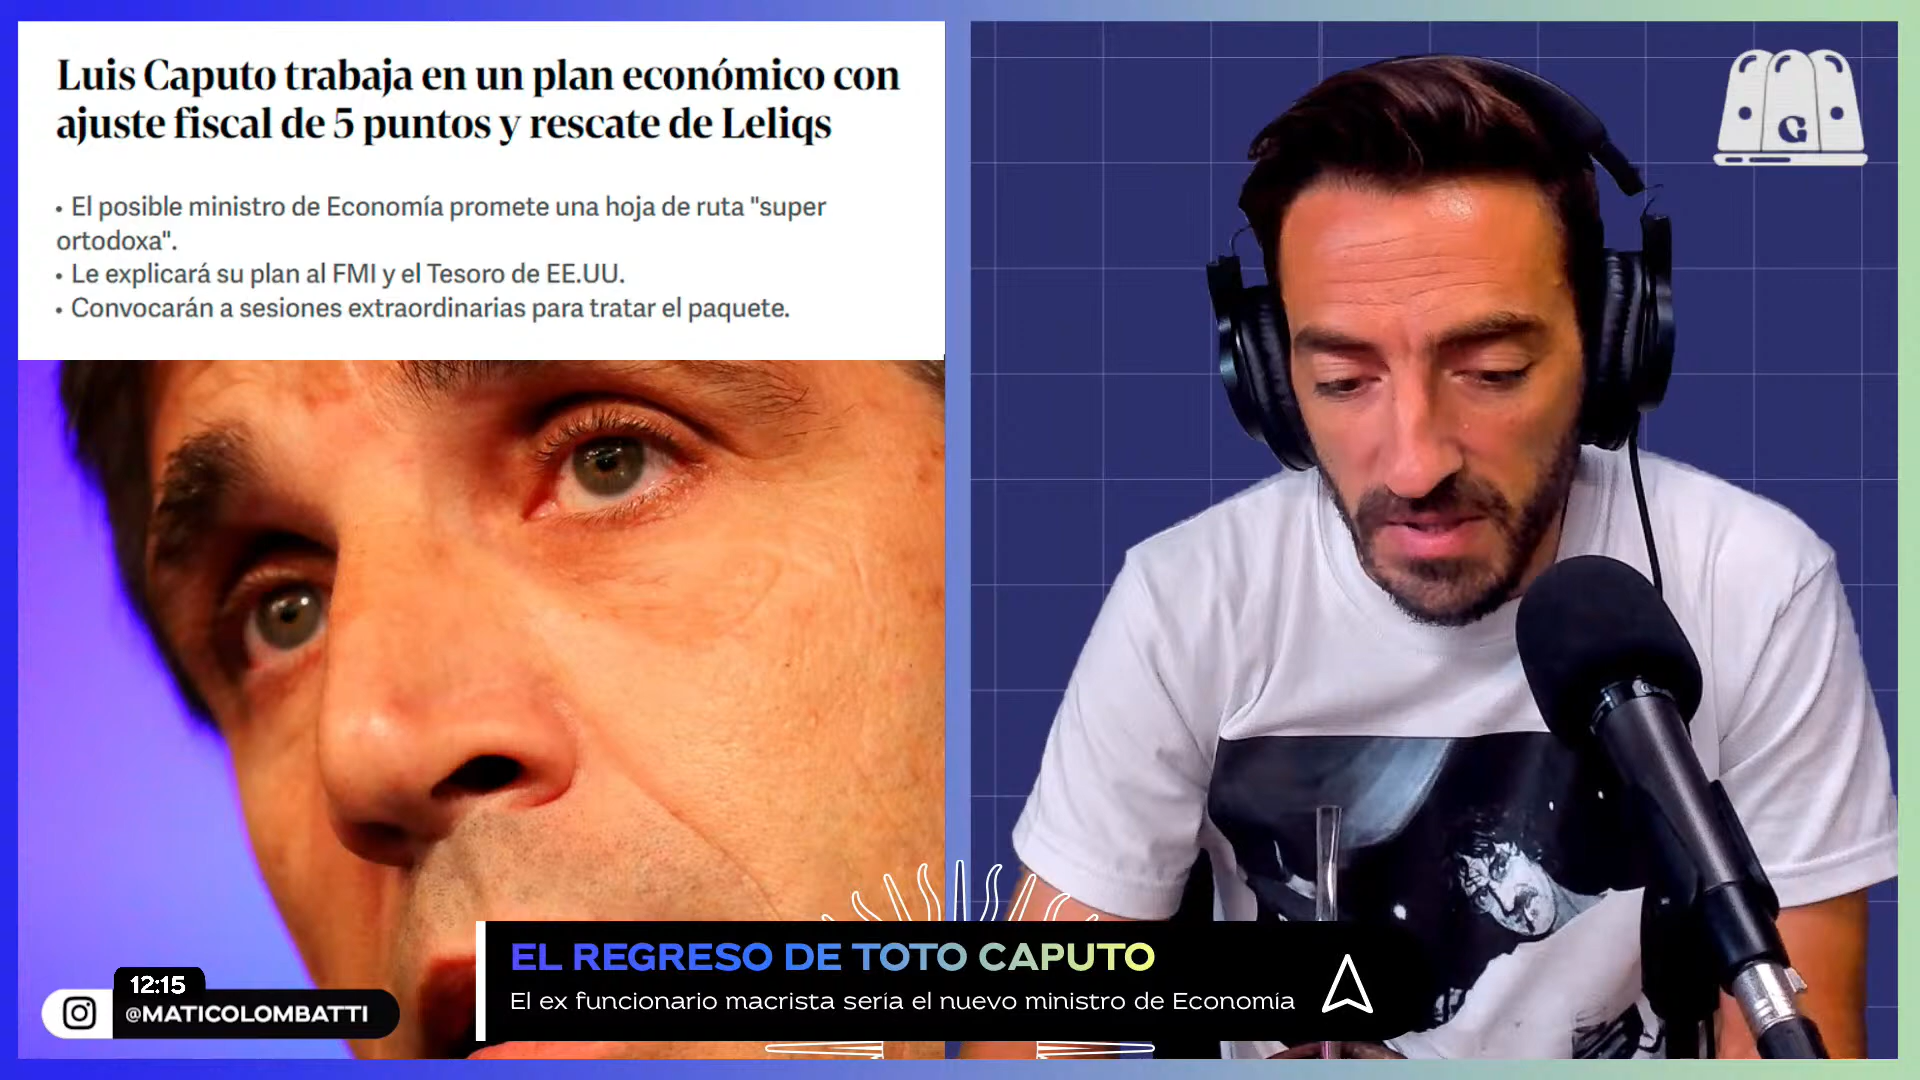 Luis Caputo trabaja en un plan económico con
ajuste fiscal de 5 puntos y rescate de Leliqs
• El posible ministro de Economía promete una hoja de ruta "super
ortodoxa".
• Le explicará su plan al FMI y el Tesoro de EE.UU.
• Convocarán a sesiones extraordinarias para tratar el paquete.
G
EL REGRESO DE TOTO CAPUTO
El ex funcionario macrista sería el nuevo ministro de Economía
12:15
@MATICOLOMBATTI